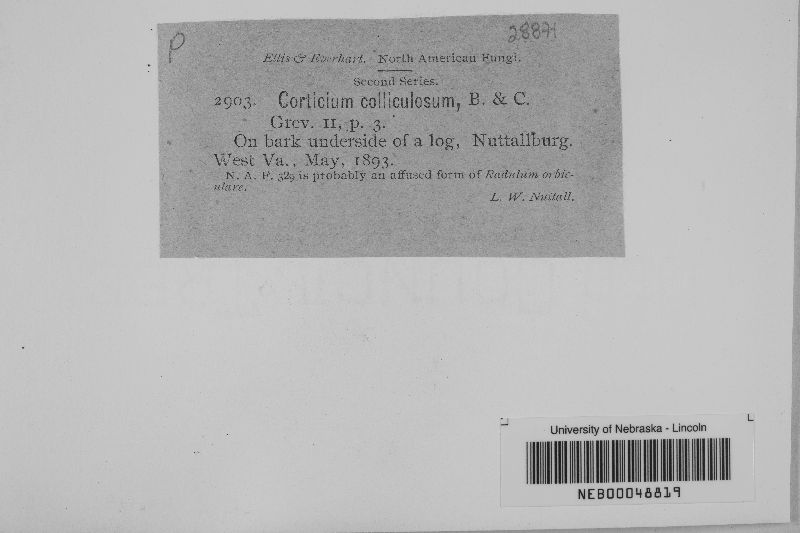 P
28871
Ellis & Everhart. North American Fungi.
Second Series.
2903. Corticium colliculosum, B. & C.
Grev. II, p. 3.
On bark underside of a log, Nuttallburg.
West Va., May, 1893.
N. A. F. 329 is probably an affused form of Radulum orbic-
ulare.
L. W. Nuttall.
University of Nebraska - Lincoln
NEB00048819